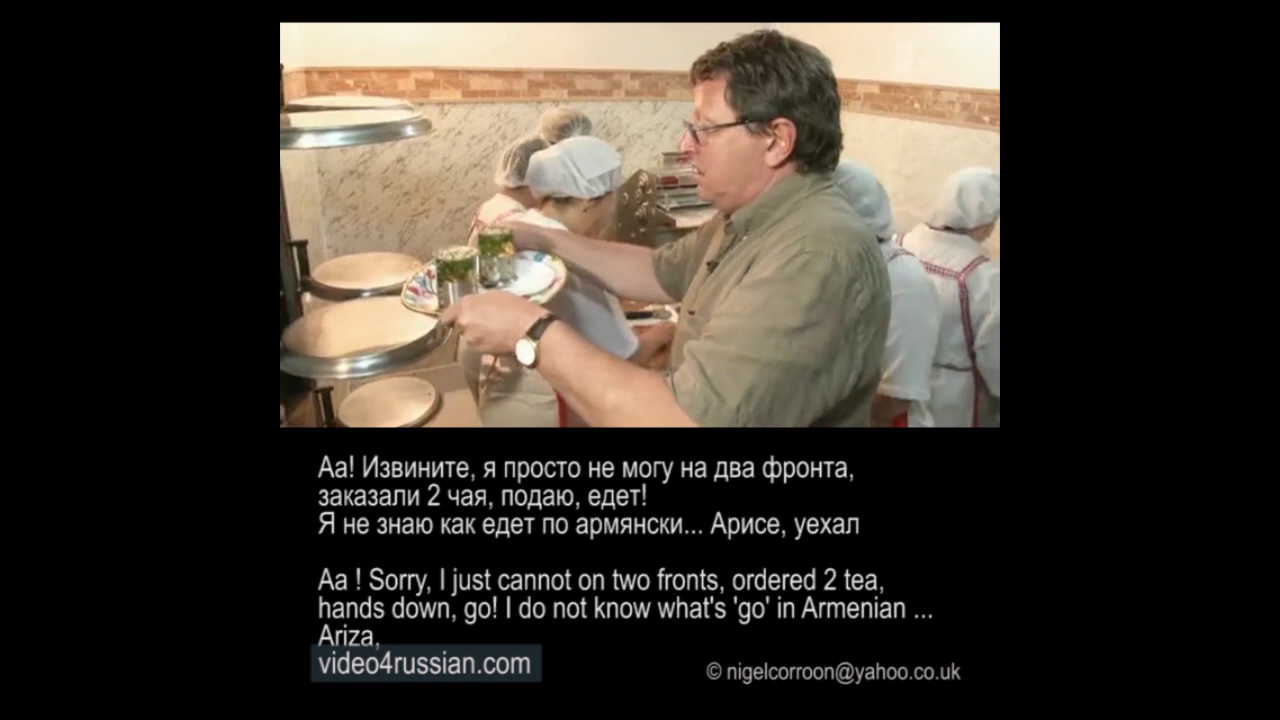 Аа! Извините, я просто не могу на два фронта,
заказали 2 чая, подаю, едет!
Я не знаю как едет по армянски... Арисе, уехал
Aa ! Sorry, I just cannot on two fronts, ordered 2 tea,
hands down, go! I do not know what's 'go' in Armenian ...
Ariza,
video4russian.com
© nigelcorroon@yahoo.co.uk